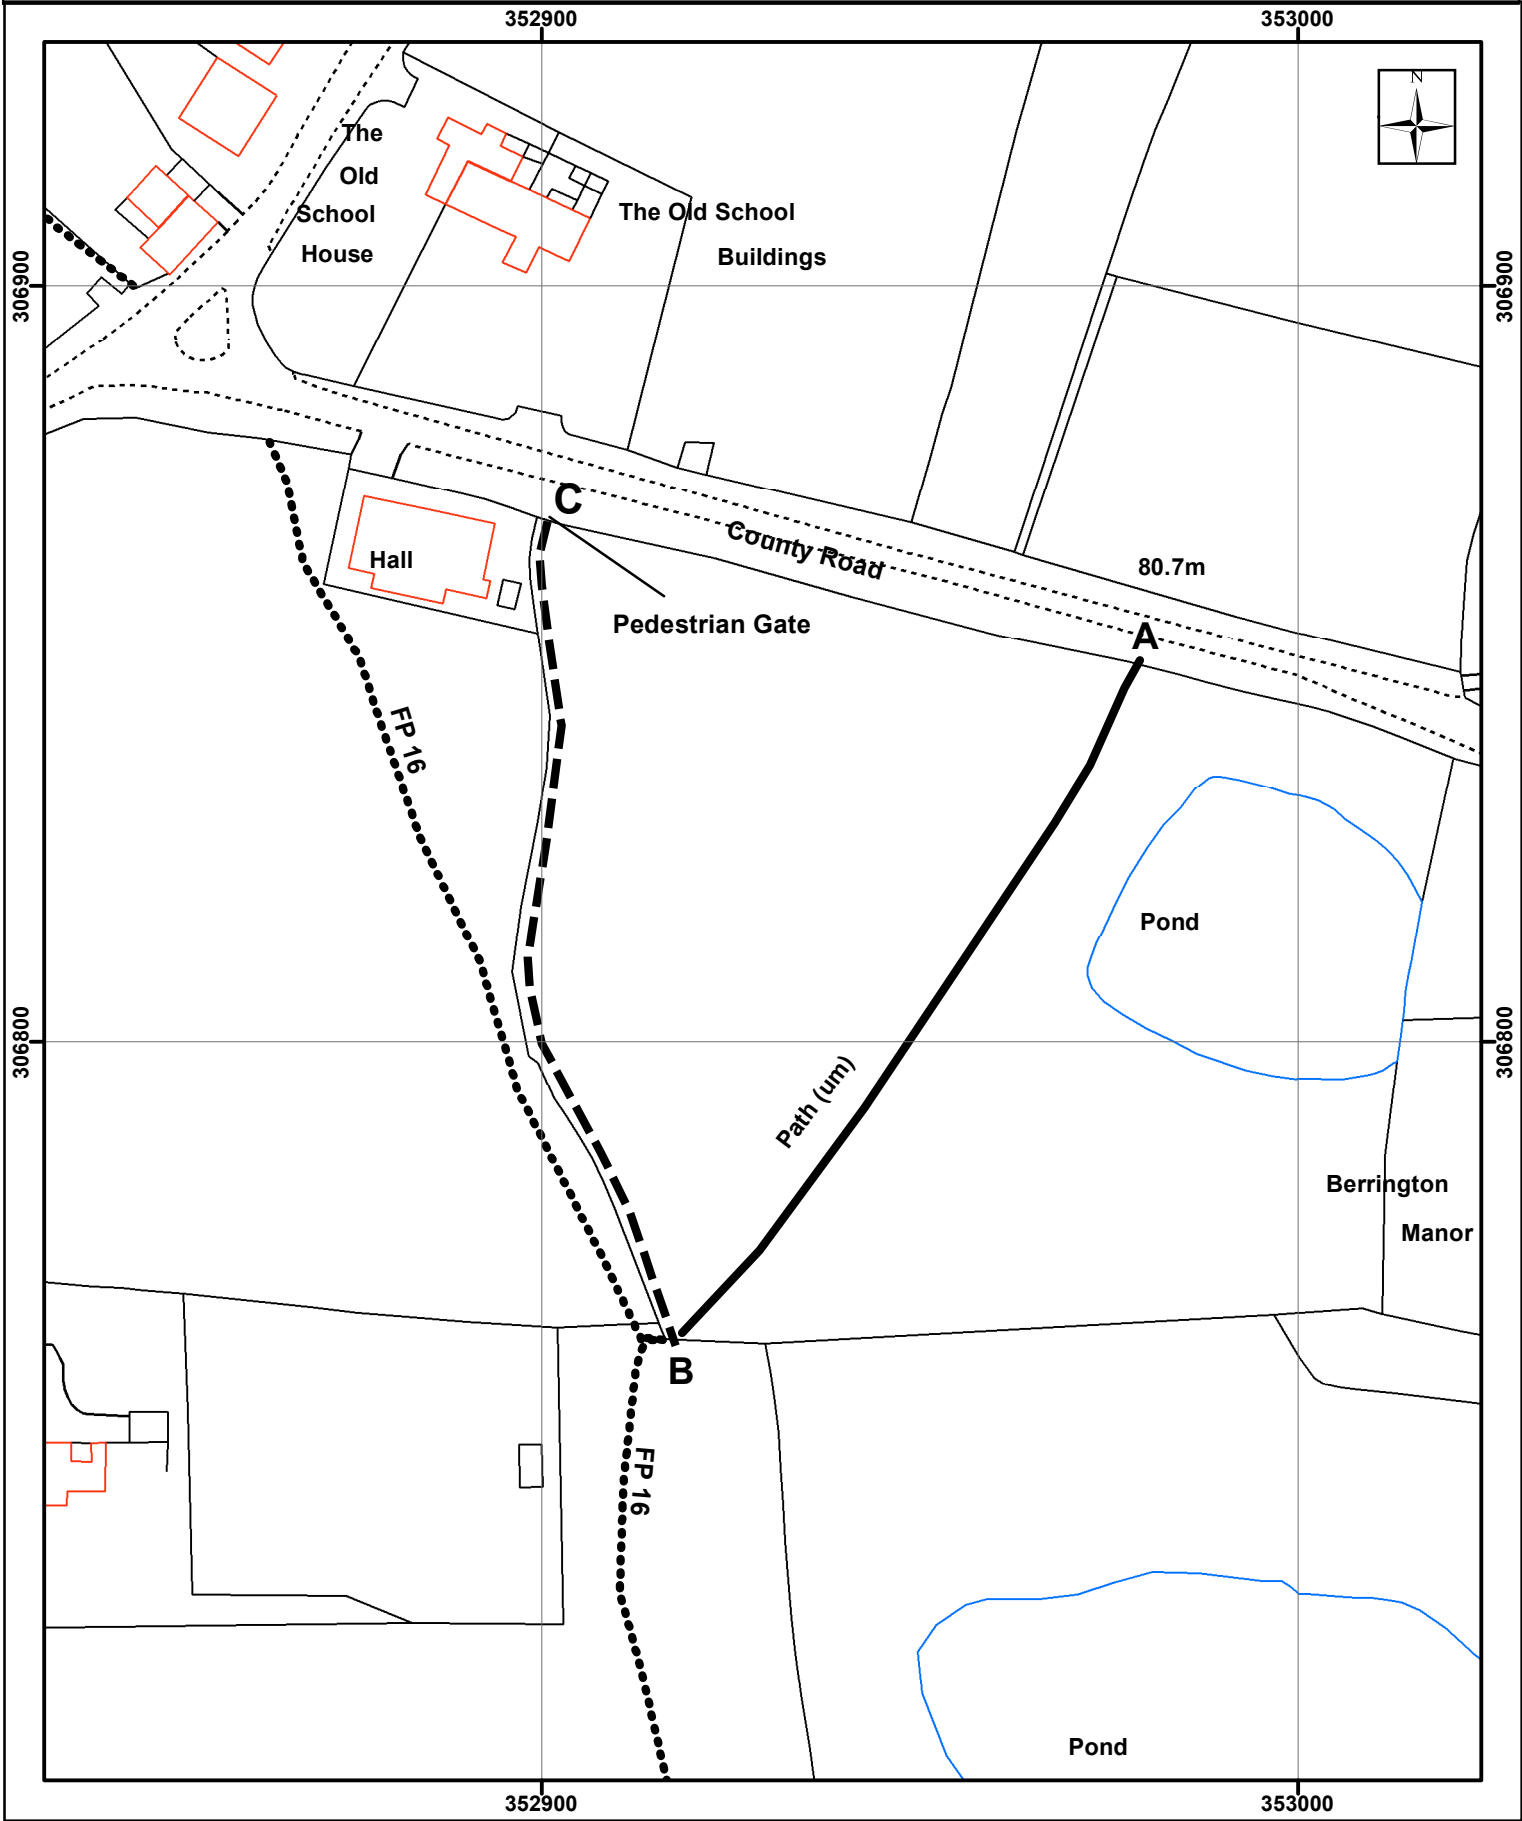 352900
353000
N
The
Old
School
House
The Old School
Buildings
306900
306900
C
County Road
Hall
80.7m
Pedestrian Gate
A
FP 16
Pond
306800
306800
Path (um)
Berrington
Manor
B
FP 16
Pond
352900
353000